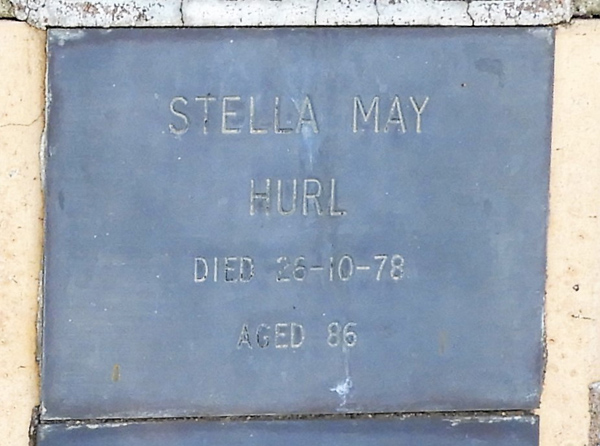 STELLA MAY
HURL
DIED 26-10-78
AGED 86